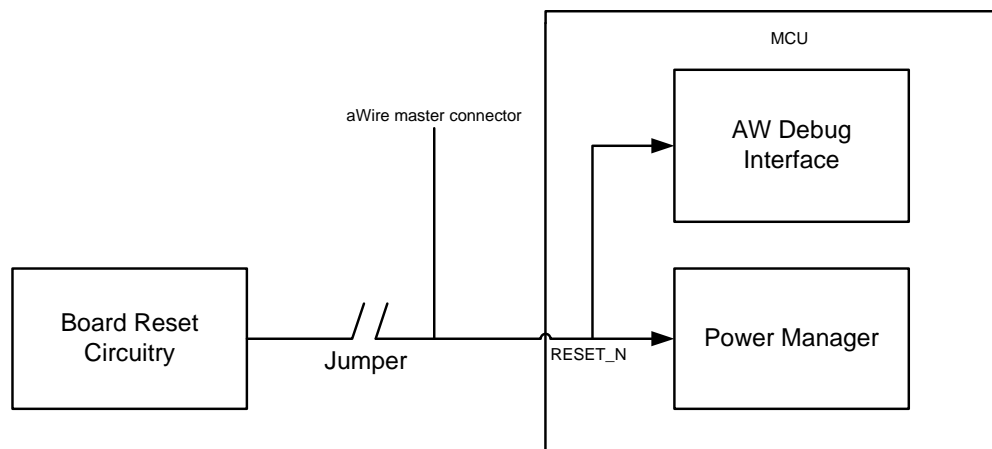 MCU
aWire master connector
AW Debug
Interface
Board Reset
Circuitry
Jumper
RESET_N
Power Manager